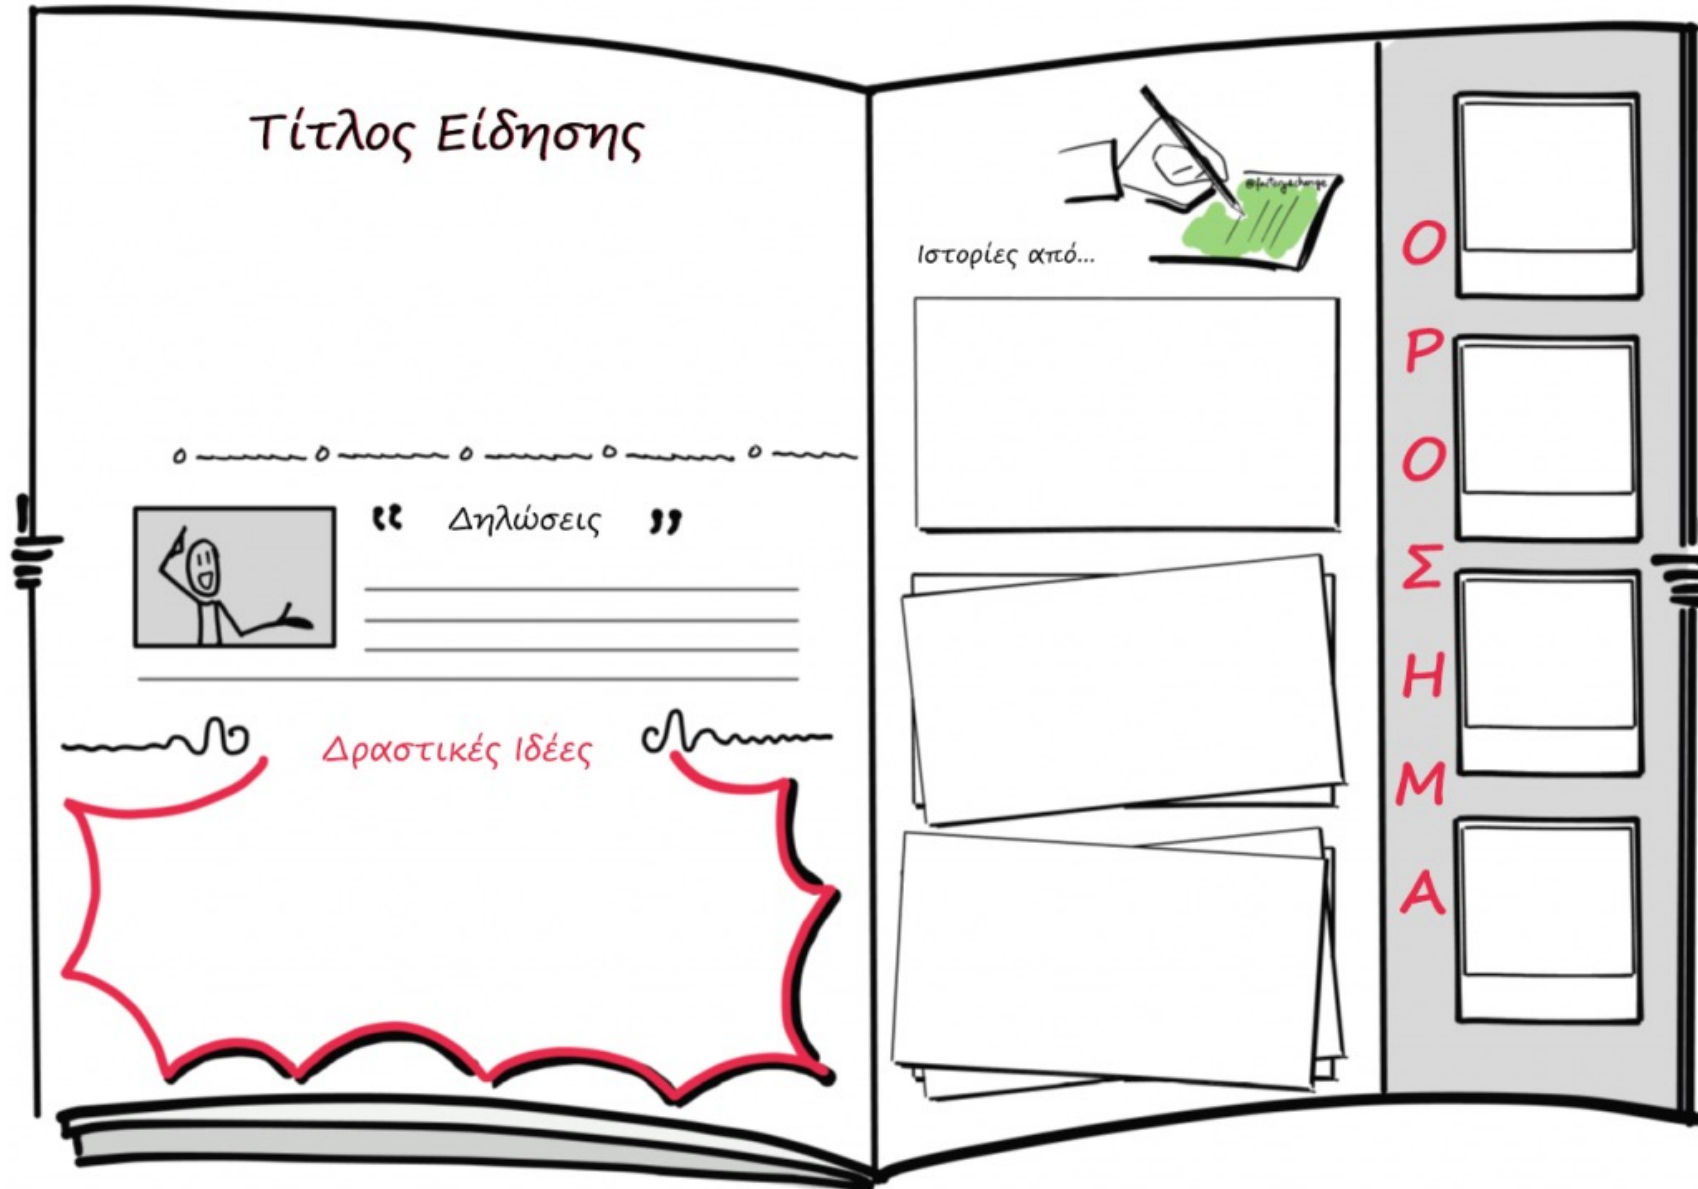 Τίτλος Είδησης
“ Δηλώσεις ”
Δραστικές Ιδέες
Ιστορίες από...
Ο
Ρ
Ο
Σ
Η
Μ
Α